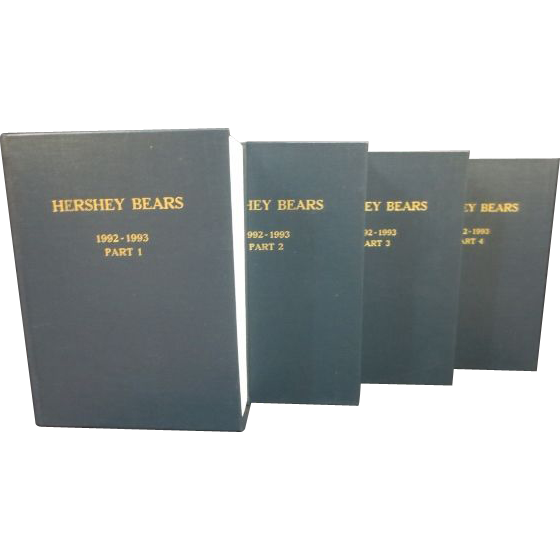 HERSHEY BEARS
1992-1993
PART 1
HEY BEARS
992-1993
PART 2
EY BEARS
92-1993
ART 3
EY BEARS
2-1993
ART 4